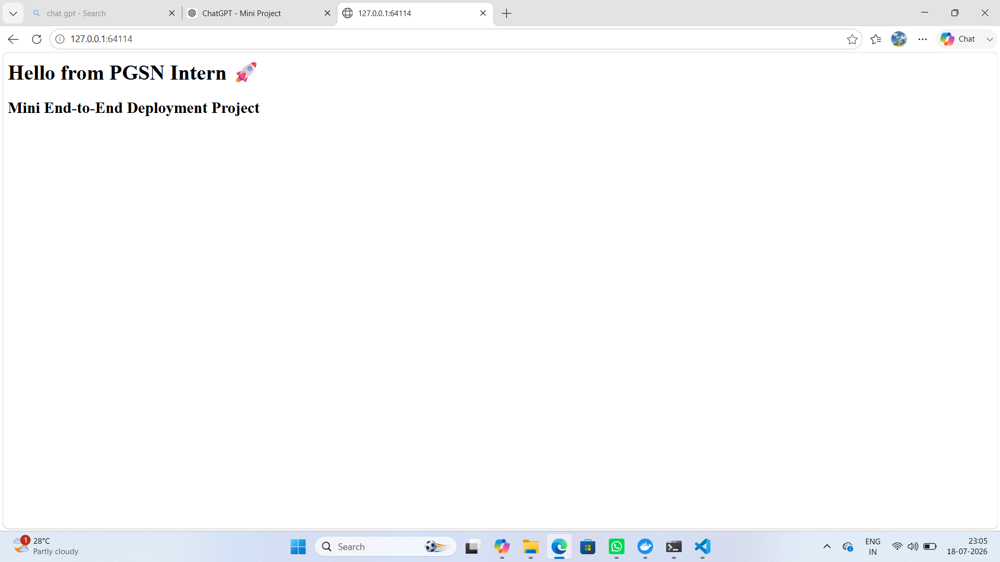 chat gpt - Search
ChatGPT - Mini Project
127.0.0.1:64114
127.0.0.1:64114
Chat
Hello from PGSN Intern 🚀
Mini End-to-End Deployment Project
1
28°C
Partly cloudy
Search
ENG
IN
23:05
18-07-2026